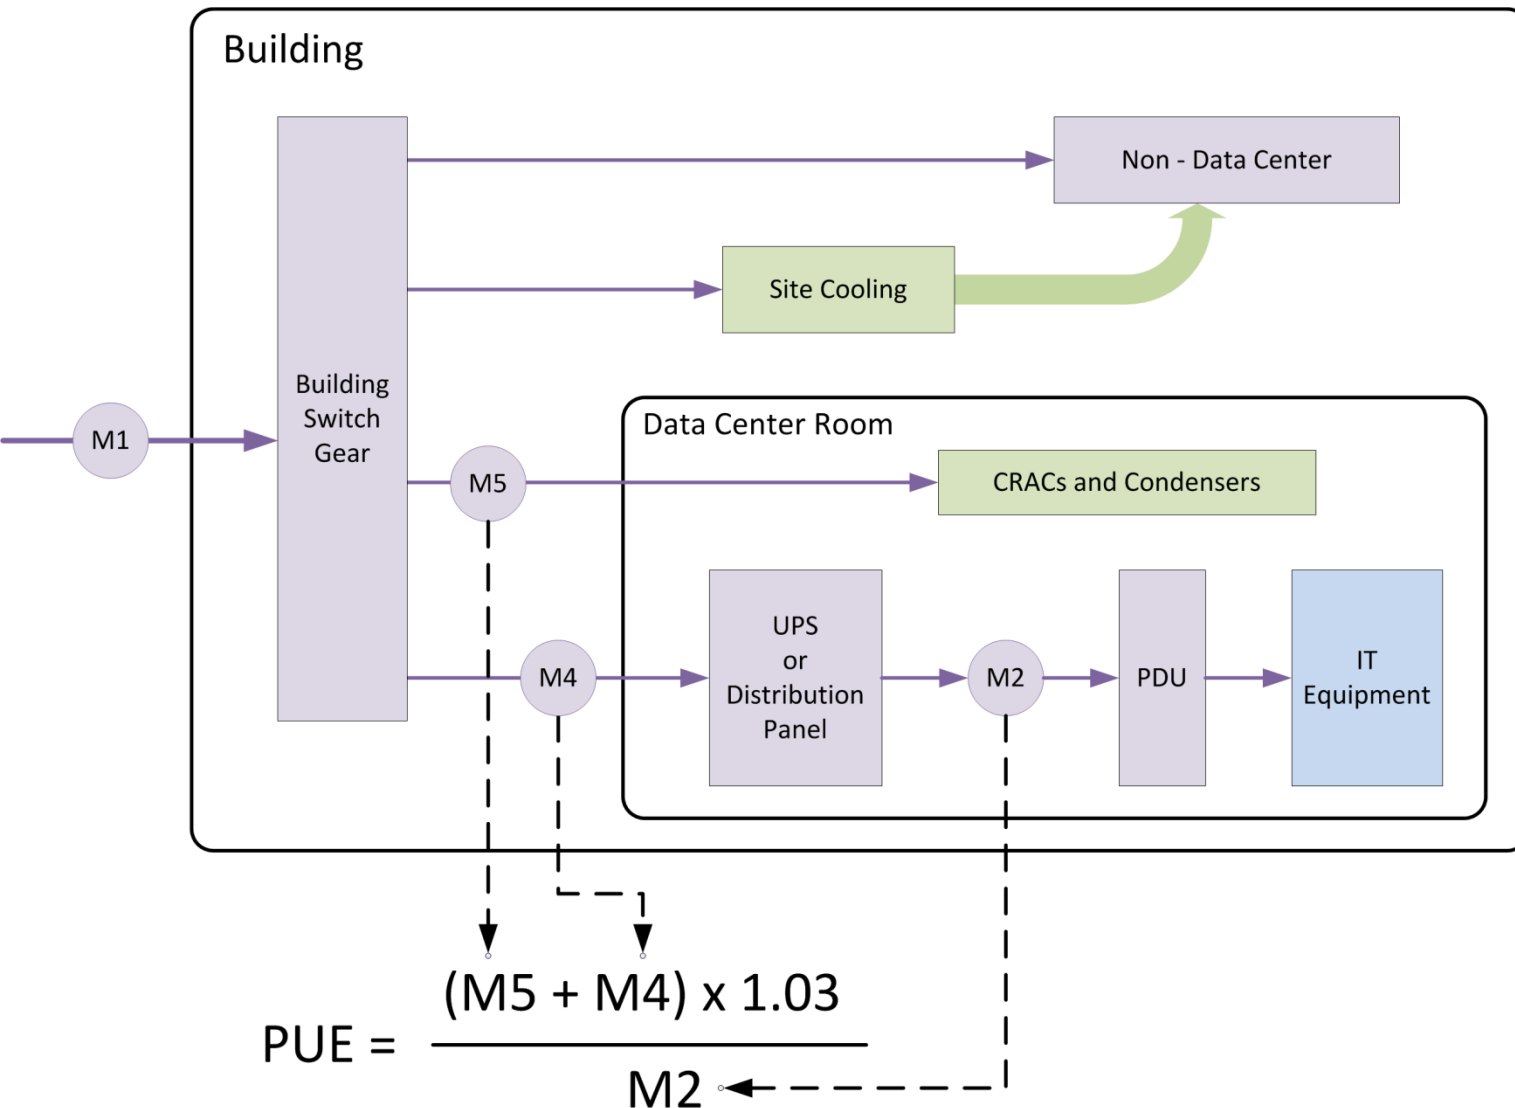 Building
Non - Data Center
Site Cooling
Building
Switch
Gear
M1
Data Center Room
M5
CRACs and Condensers
M4
UPS
or
Distribution
Panel
M2
PDU
IT
Equipment
(M5 + M4) x 1.03
PUE =
M2